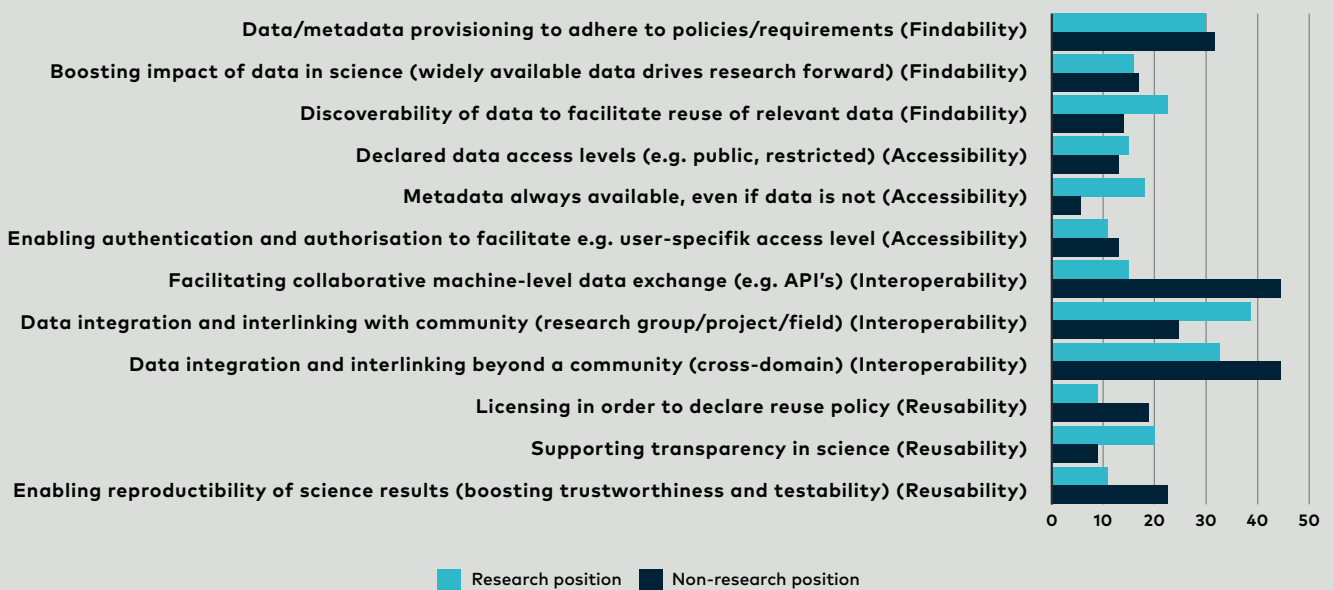 Data/metadata provisioning to adhere to policies/requirements (Findability)
Boosting impact of data in science (widely available data drives research forward) (Findability)
Discoverability of data to facilitate reuse of relevant data (Findability)
Declared data access levels (e.g. public, restricted) (Accessibility)
Metadata always available, even if data is not (Accessibility)
Enabling authentication and authorisation to facilitate e.g. user-specifik access level (Accessibility)
Facilitating collaborative machine-level data exchange (e.g. API's) (Interoperability)
Data integration and interlinking with community (research group/project/field) (Interoperability)
Data integration and interlinking beyond a community (cross-domain) (Interoperability)
Licensing in order to declare reuse policy (Reusability)
Supporting transparency in science (Reusability)
Enabling reproductibility of science results (boosting trustworthiness and testability) (Reusability)
0 10 20 30 40 50
Research position Non-research position